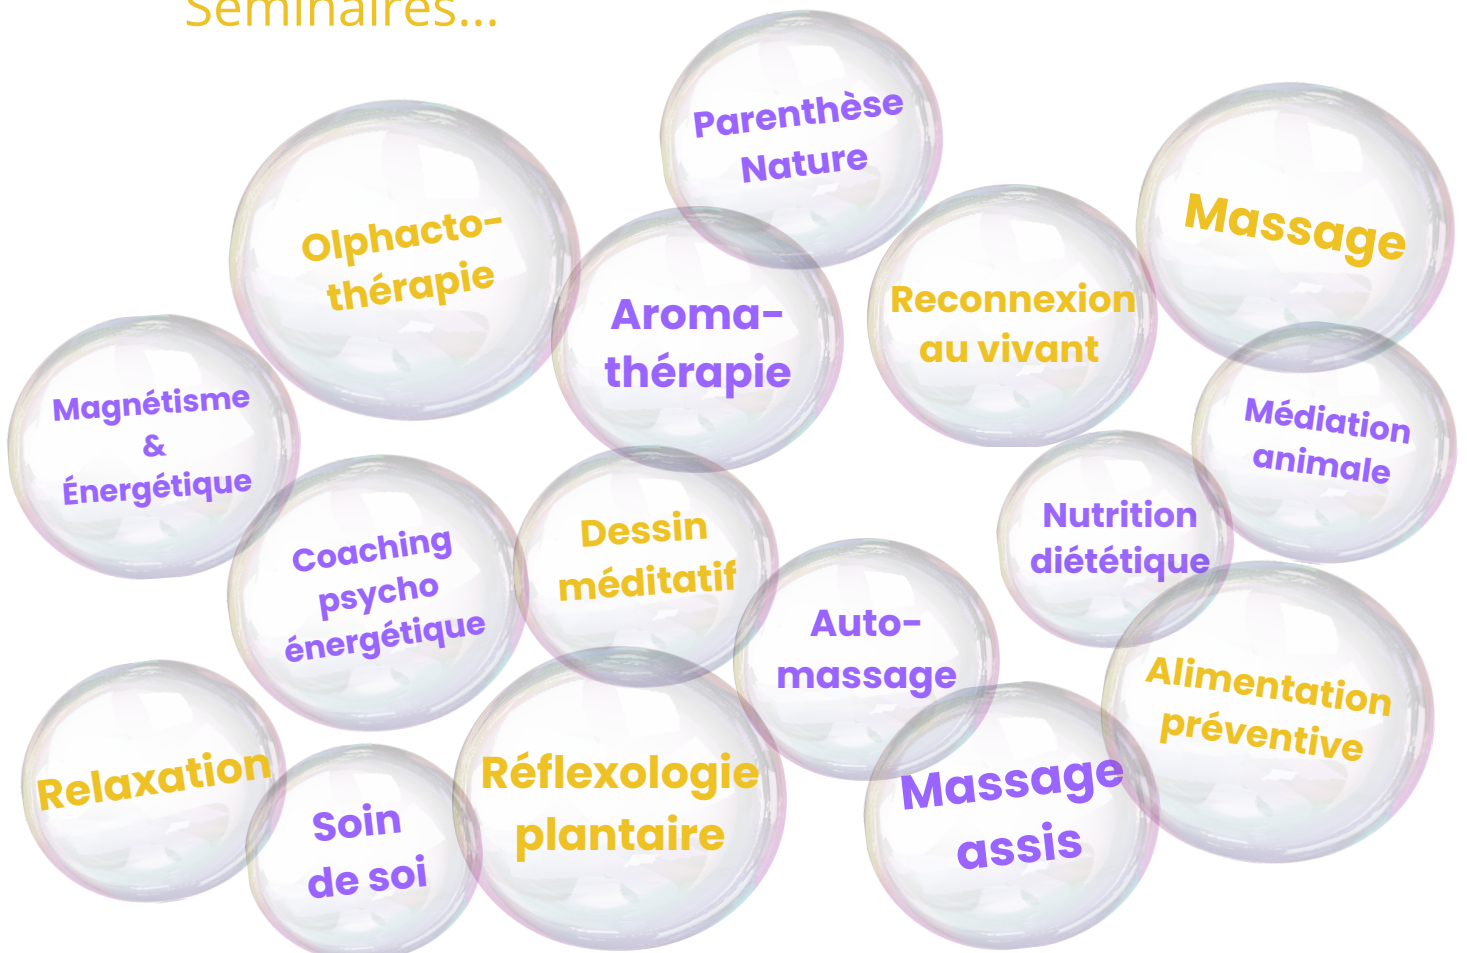 Séminaires...
Parenthèse
Nature
Olphacto-
thérapie
Massage
Aroma-
thérapie
Reconnexion
au vivant
Magnétisme
&
Énergétique
Médiation
animale
Coaching
psycho
énergétique
Dessin
méditatif
Nutrition
diététique
Auto-
massage
Alimentation
préventive
Relaxation
Soin
de soi
Réflexologie
plantaire
Massage
assis